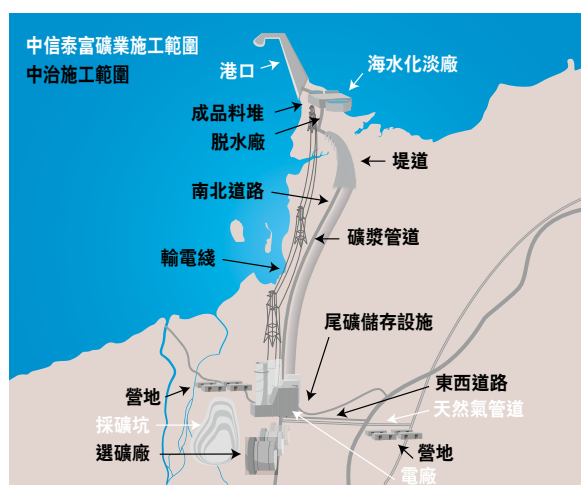 中信泰富礦業施工範圍
中冶施工範圍
港口
海水化淡廠
成品料堆
脱水廠
堤道
南北道路
礦漿管道
輸電綫
尾礦儲存設施
營地
東西道路
採礦坑
天然氣管道
選礦廠
營地
電廠